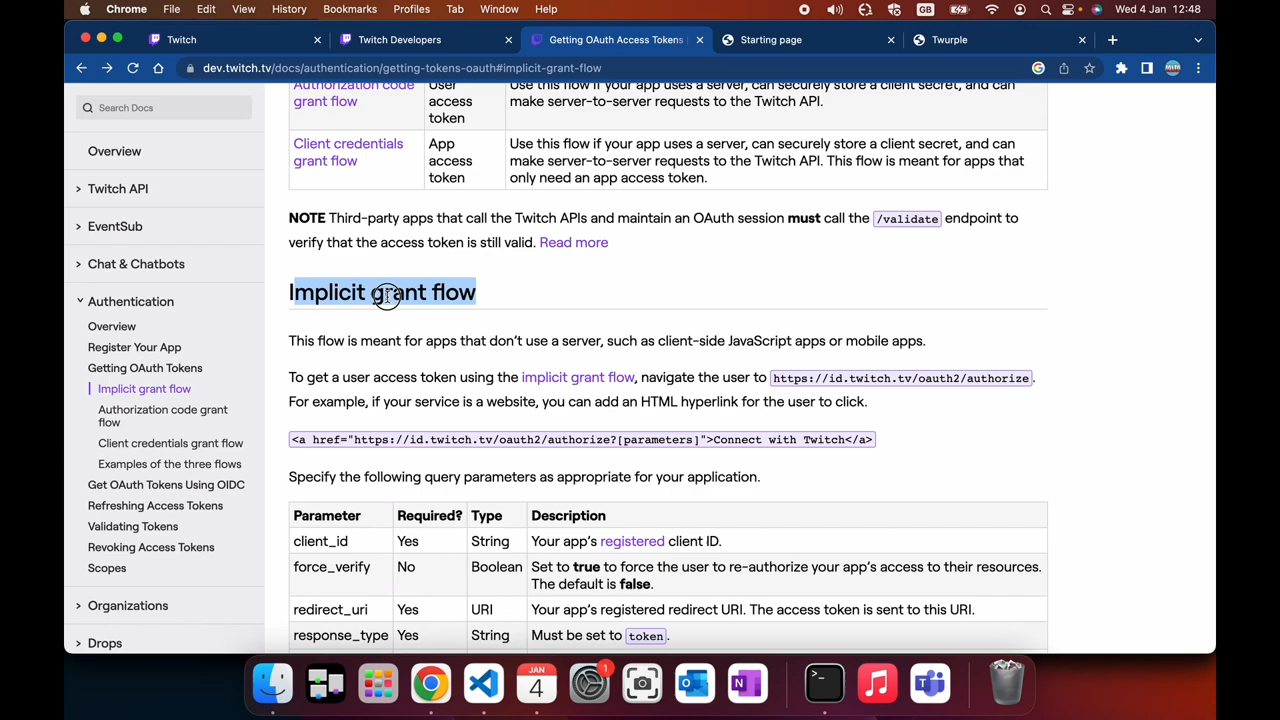 Chrome File Edit View History Bookmarks Profiles Tab Window Help GB Wed 4 Jan 12:48
Twitch
Twitch Developers
Getting OAuth Access Tokens
Starting page
Twurple
dev.twitch.tv/docs/authentication/getting-tokens-oauth#implicit-grant-flow
Search Docs
Overview
Twitch API
EventSub
Chat & Chatbots
Authentication
Overview
Register Your App
Getting OAuth Tokens
Implicit grant flow
Authorization code grant
flow
Client credentials grant flow
Examples of the three flows
Get OAuth Tokens Using OIDC
Refreshing Access Tokens
Validating Tokens
Revoking Access Tokens
Scopes
Organizations
Drops
Authorization code
grant flow
User
access
token
Use this flow if your app uses a server, can securely store a client secret, and can
make server-to-server requests to the Twitch API.
Client credentials
grant flow
App
access
token
Use this flow if your app uses a server, can securely store a client secret, and can
make server-to-server requests to the Twitch API. This flow is meant for apps that
only need an app access token.
NOTE Third-party apps that call the Twitch APIs and maintain an OAuth session must call the /validate endpoint to
verify that the access token is still valid. Read more
Implicit grant flow
This flow is meant for apps that don’t use a server, such as client-side JavaScript apps or mobile apps.
To get a user access token using the implicit grant flow, navigate the user to https://id.twitch.tv/oauth2/authorize.
For example, if your service is a website, you can add an HTML hyperlink for the user to click.
<a href="https://id.twitch.tv/oauth2/authorize?[parameters]">Connect with Twitch</a>
Specify the following query parameters as appropriate for your application.
Parameter Required? Type Description
client_id Yes String Your app’s registered client ID.
force_verify No Boolean Set to true to force the user to re-authorize your app’s access to their resources.
The default is false.
redirect_uri Yes URI Your app’s registered redirect URI. The access token is sent to this URI.
response_type Yes String Must be set to token.
JAN
4
1